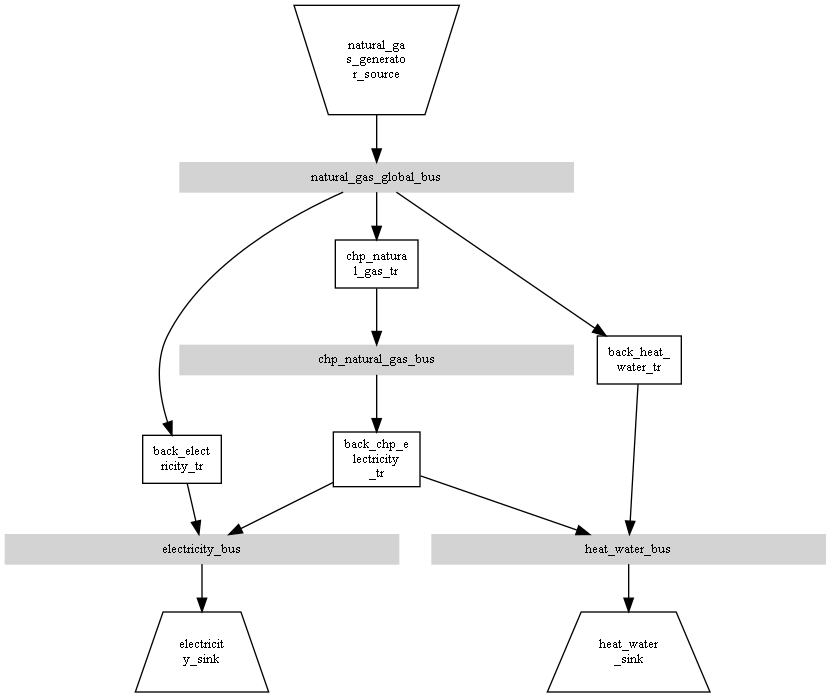 natural_ga
s_generato
r_source
natural_gas_global_bus
chp_natura
l_gas_tr
chp_natural_gas_bus
back_heat_
water_tr
back_elect
ricity_tr
back_chp_e
lectricity
_tr
electricity_bus
heat_water_bus
electricit
y_sink
heat_water
_sink